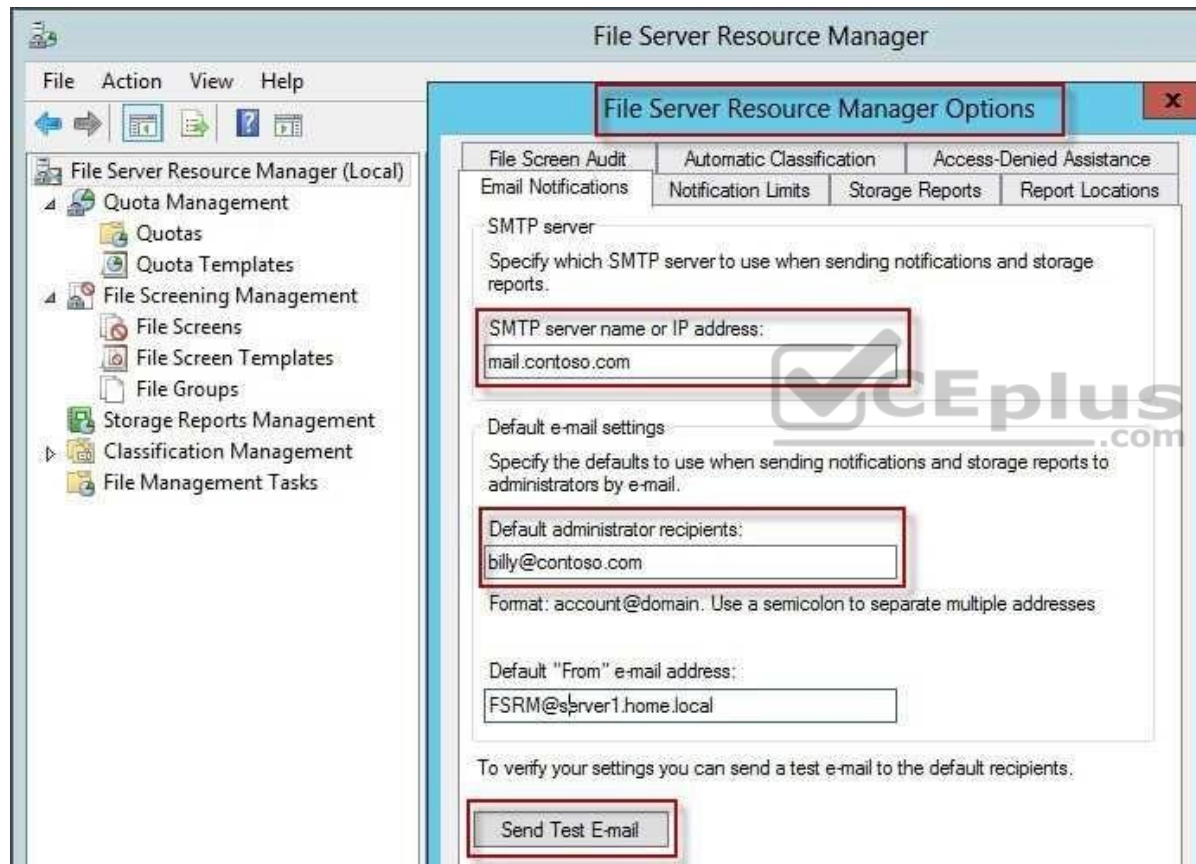 File Server Resource Manager
File Action View Help
File Server Resource Manager (Local)
Quota Management
Quotas
Quota Templates
File Screening Management
File Screens
File Screen Templates
File Groups
Storage Reports Management
Classification Management
File Management Tasks
File Server Resource Manager Options
x
File Screen Audit Automatic Classification Access-Denied Assistance
Email Notifications Notification Limits Storage Reports Report Locations
SMTP server
Specify which SMTP server to use when sending notifications and storage
reports.
SMTP server name or IP address:
mail.contoso.com
CEplus
.com
Default e-mail settings
Specify the defaults to use when sending notifications and storage reports to
administrators by e-mail.
Default administrator recipients:
billy@contoso.com
Format: account@domain. Use a semicolon to separate multiple addresses
Default "From" e-mail address:
FSRM@server1.home.local
To verify your settings you can send a test e-mail to the default recipients.
Send Test E-mail